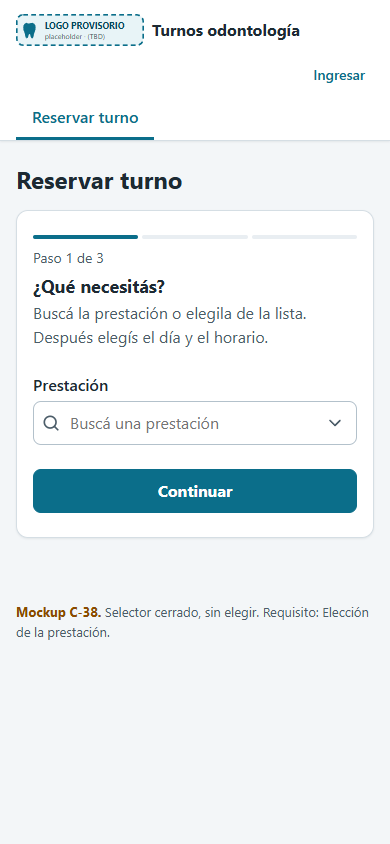 LOGO PROVISORIO
placeholder · (TBD)
Turnos odontología
Ingresar
Reservar turno
Reservar turno
Paso 1 de 3
¿Qué necesitás?
Buscá la prestación o elegila de la lista.
Después elegís el día y el horario.
Prestación
Buscá una prestación
Continuar
Mockup C-38. Selector cerrado, sin elegir. Requisito: Elección
de la prestación.